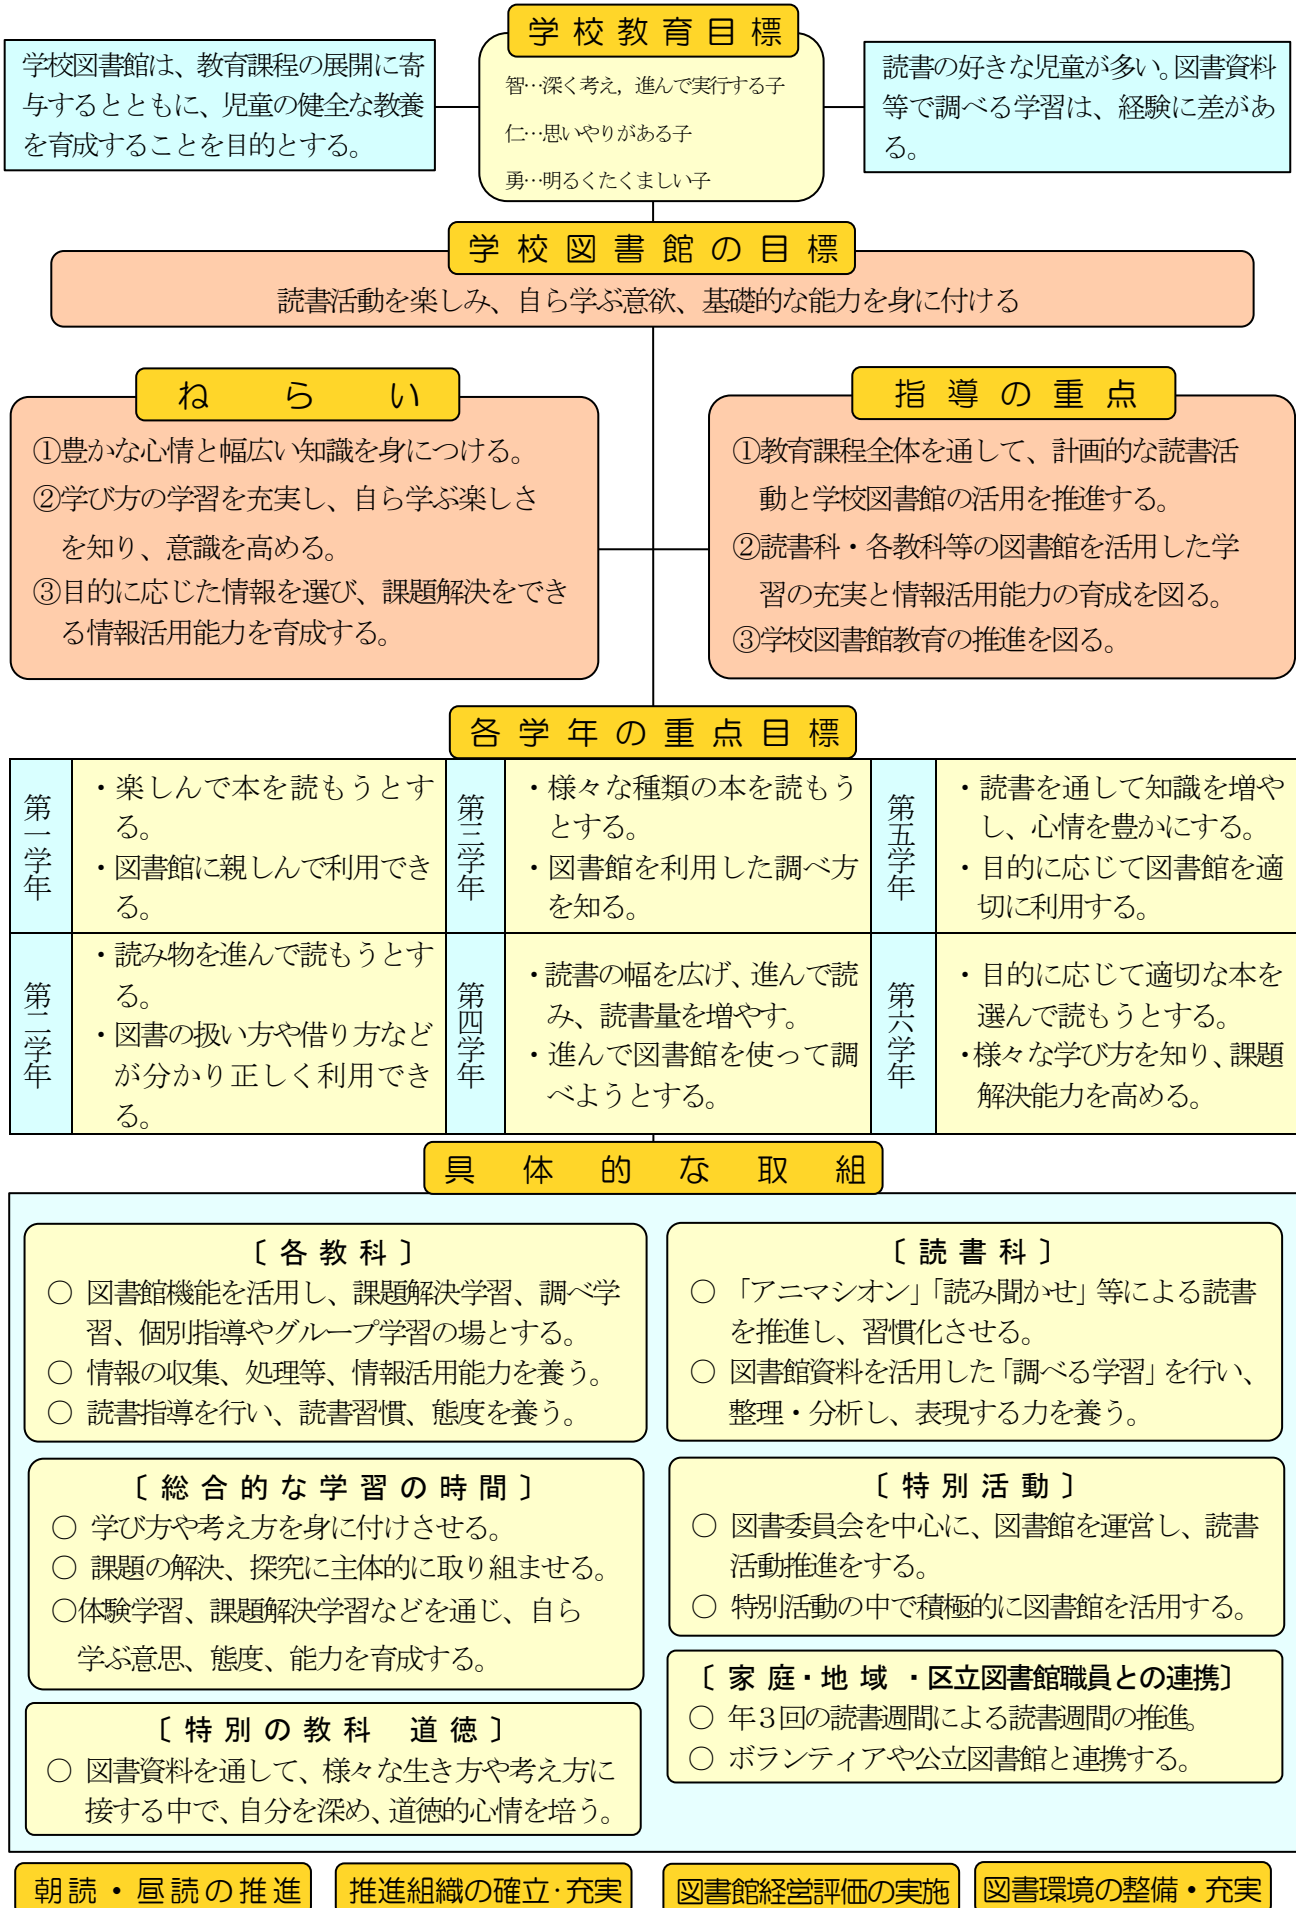 学校教育目標
学校図書館は、教育課程の展開に寄
与するとともに、児童の健全な教養
を育成することを目的とする。
智…深く考え，進んで実行する子
仁…思いやりがある子
勇…明るくたくましい子
読書の好きな児童が多い。図書資料
等で調べる学習は、経験に差があ
る。
学校図書館の目標
読書活動を楽しみ、自ら学ぶ意欲、基礎的な能力を身に付ける
ねらい
①豊かな心情と幅広い知識を身につける。
②学び方の学習を充実し、自ら学ぶ楽しさ
を知り、意識を高める。
③目的に応じた情報を選び、課題解決をでき
る情報活用能力を育成する。
指導の重点
①教育課程全体を通して、計画的な読書活
動と学校図書館の活用を推進する。
②読書科・各教科等の図書館を活用した学
習の充実と情報活用能力の育成を図る。
③学校図書館教育の推進を図る。
各学年の重点目標
第一学年
・楽しんで本を読もうとす
る。
・図書館に親しんで利用でき
る。
第三学年
・様々な種類の本を読もう
とする。
・図書館を利用した調べ方
を知る。
第五学年
・読書を通して知識を増や
し、心情を豊かにする。
・目的に応じて図書館を適
切に利用する。
第二学年
・読み物を進んで読もうとす
る。
・図書の扱い方や借り方など
が分かり正しく利用でき
る。
第四学年
・読書の幅を広げ、進んで読
み、読書量を増やす。
・進んで図書館を使って調
べようとする。
第六学年
・目的に応じて適切な本を
選んで読もうとする。
・様々な学び方を知り、課題
解決能力を高める。
具体的な取組
〔各教科〕
○ 図書館機能を活用し、課題解決学習、調べ学
習、個別指導やグループ学習の場とする。
○ 情報の収集、処理等、情報活用能力を養う。
○ 読書指導を行い、読書習慣、態度を養う。
〔読書科〕
○ 「アニマシオン」「読み聞かせ」等による読書
を推進し、習慣化させる。
○ 図書館資料を活用した「調べる学習」を行い、
整理・分析し、表現する力を養う。
〔総合的な学習の時間〕
○ 学び方や考え方を身に付けさせる。
○ 課題の解決、探究に主体的に取り組ませる。
○体験学習、課題解決学習などを通じ、自ら
学ぶ意思、態度、能力を育成する。
〔特別活動〕
○ 図書委員会を中心に、図書館を運営し、読書
活動推進をする。
○ 特別活動の中で積極的に図書館を活用する。
〔特別の教科　道徳〕
○ 図書資料を通して、様々な生き方や考え方に
接する中で、自分を深め、道徳的心情を培う。
〔家庭・地域・区立図書館職員との連携〕
○ 年３回の読書週間による読書週間の推進。
○ ボランティアや公立図書館と連携する。
朝読・昼読の推進
推進組織の確立・充実
図書館経営評価の実施
図書環境の整備・充実